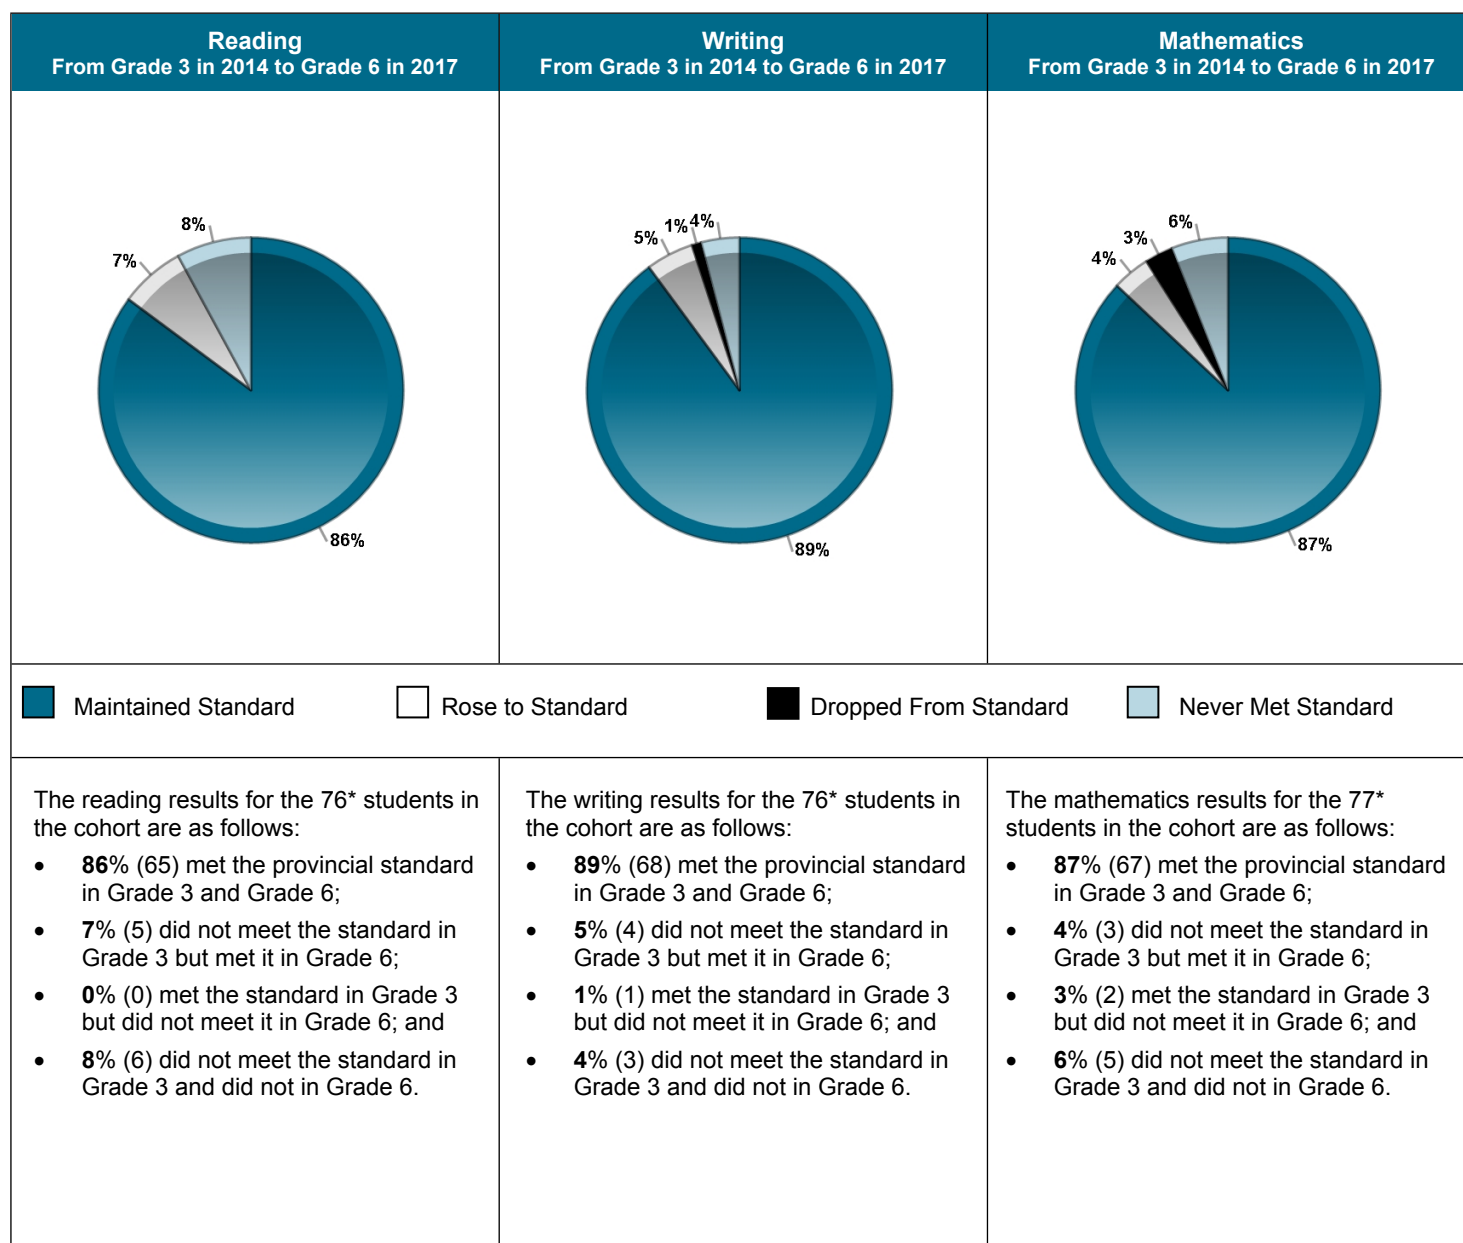 Reading
From Grade 3 in 2014 to Grade 6 in 2017
Writing
From Grade 3 in 2014 to Grade 6 in 2017
Mathematics
From Grade 3 in 2014 to Grade 6 in 2017
8%
7%
86%
5%
1%
4%
89%
4%
3%
6%
87%
Maintained Standard
Rose to Standard
Dropped From Standard
Never Met Standard
The reading results for the 76* students in
the cohort are as follows:
• 86% (65) met the provincial standard
in Grade 3 and Grade 6;
• 7% (5) did not meet the standard in
Grade 3 but met it in Grade 6;
• 0% (0) met the standard in Grade 3
but did not meet it in Grade 6; and
• 8% (6) did not meet the standard in
Grade 3 and did not in Grade 6.
The writing results for the 76* students in
the cohort are as follows:
• 89% (68) met the provincial standard
in Grade 3 and Grade 6;
• 5% (4) did not meet the standard in
Grade 3 but met it in Grade 6;
• 1% (1) met the standard in Grade 3
but did not meet it in Grade 6; and
• 4% (3) did not meet the standard in
Grade 3 and did not in Grade 6.
The mathematics results for the 77*
students in the cohort are as follows:
• 87% (67) met the provincial standard
in Grade 3 and Grade 6;
• 4% (3) did not meet the standard in
Grade 3 but met it in Grade 6;
• 3% (2) met the standard in Grade 3
but did not meet it in Grade 6; and
• 6% (5) did not meet the standard in
Grade 3 and did not in Grade 6.